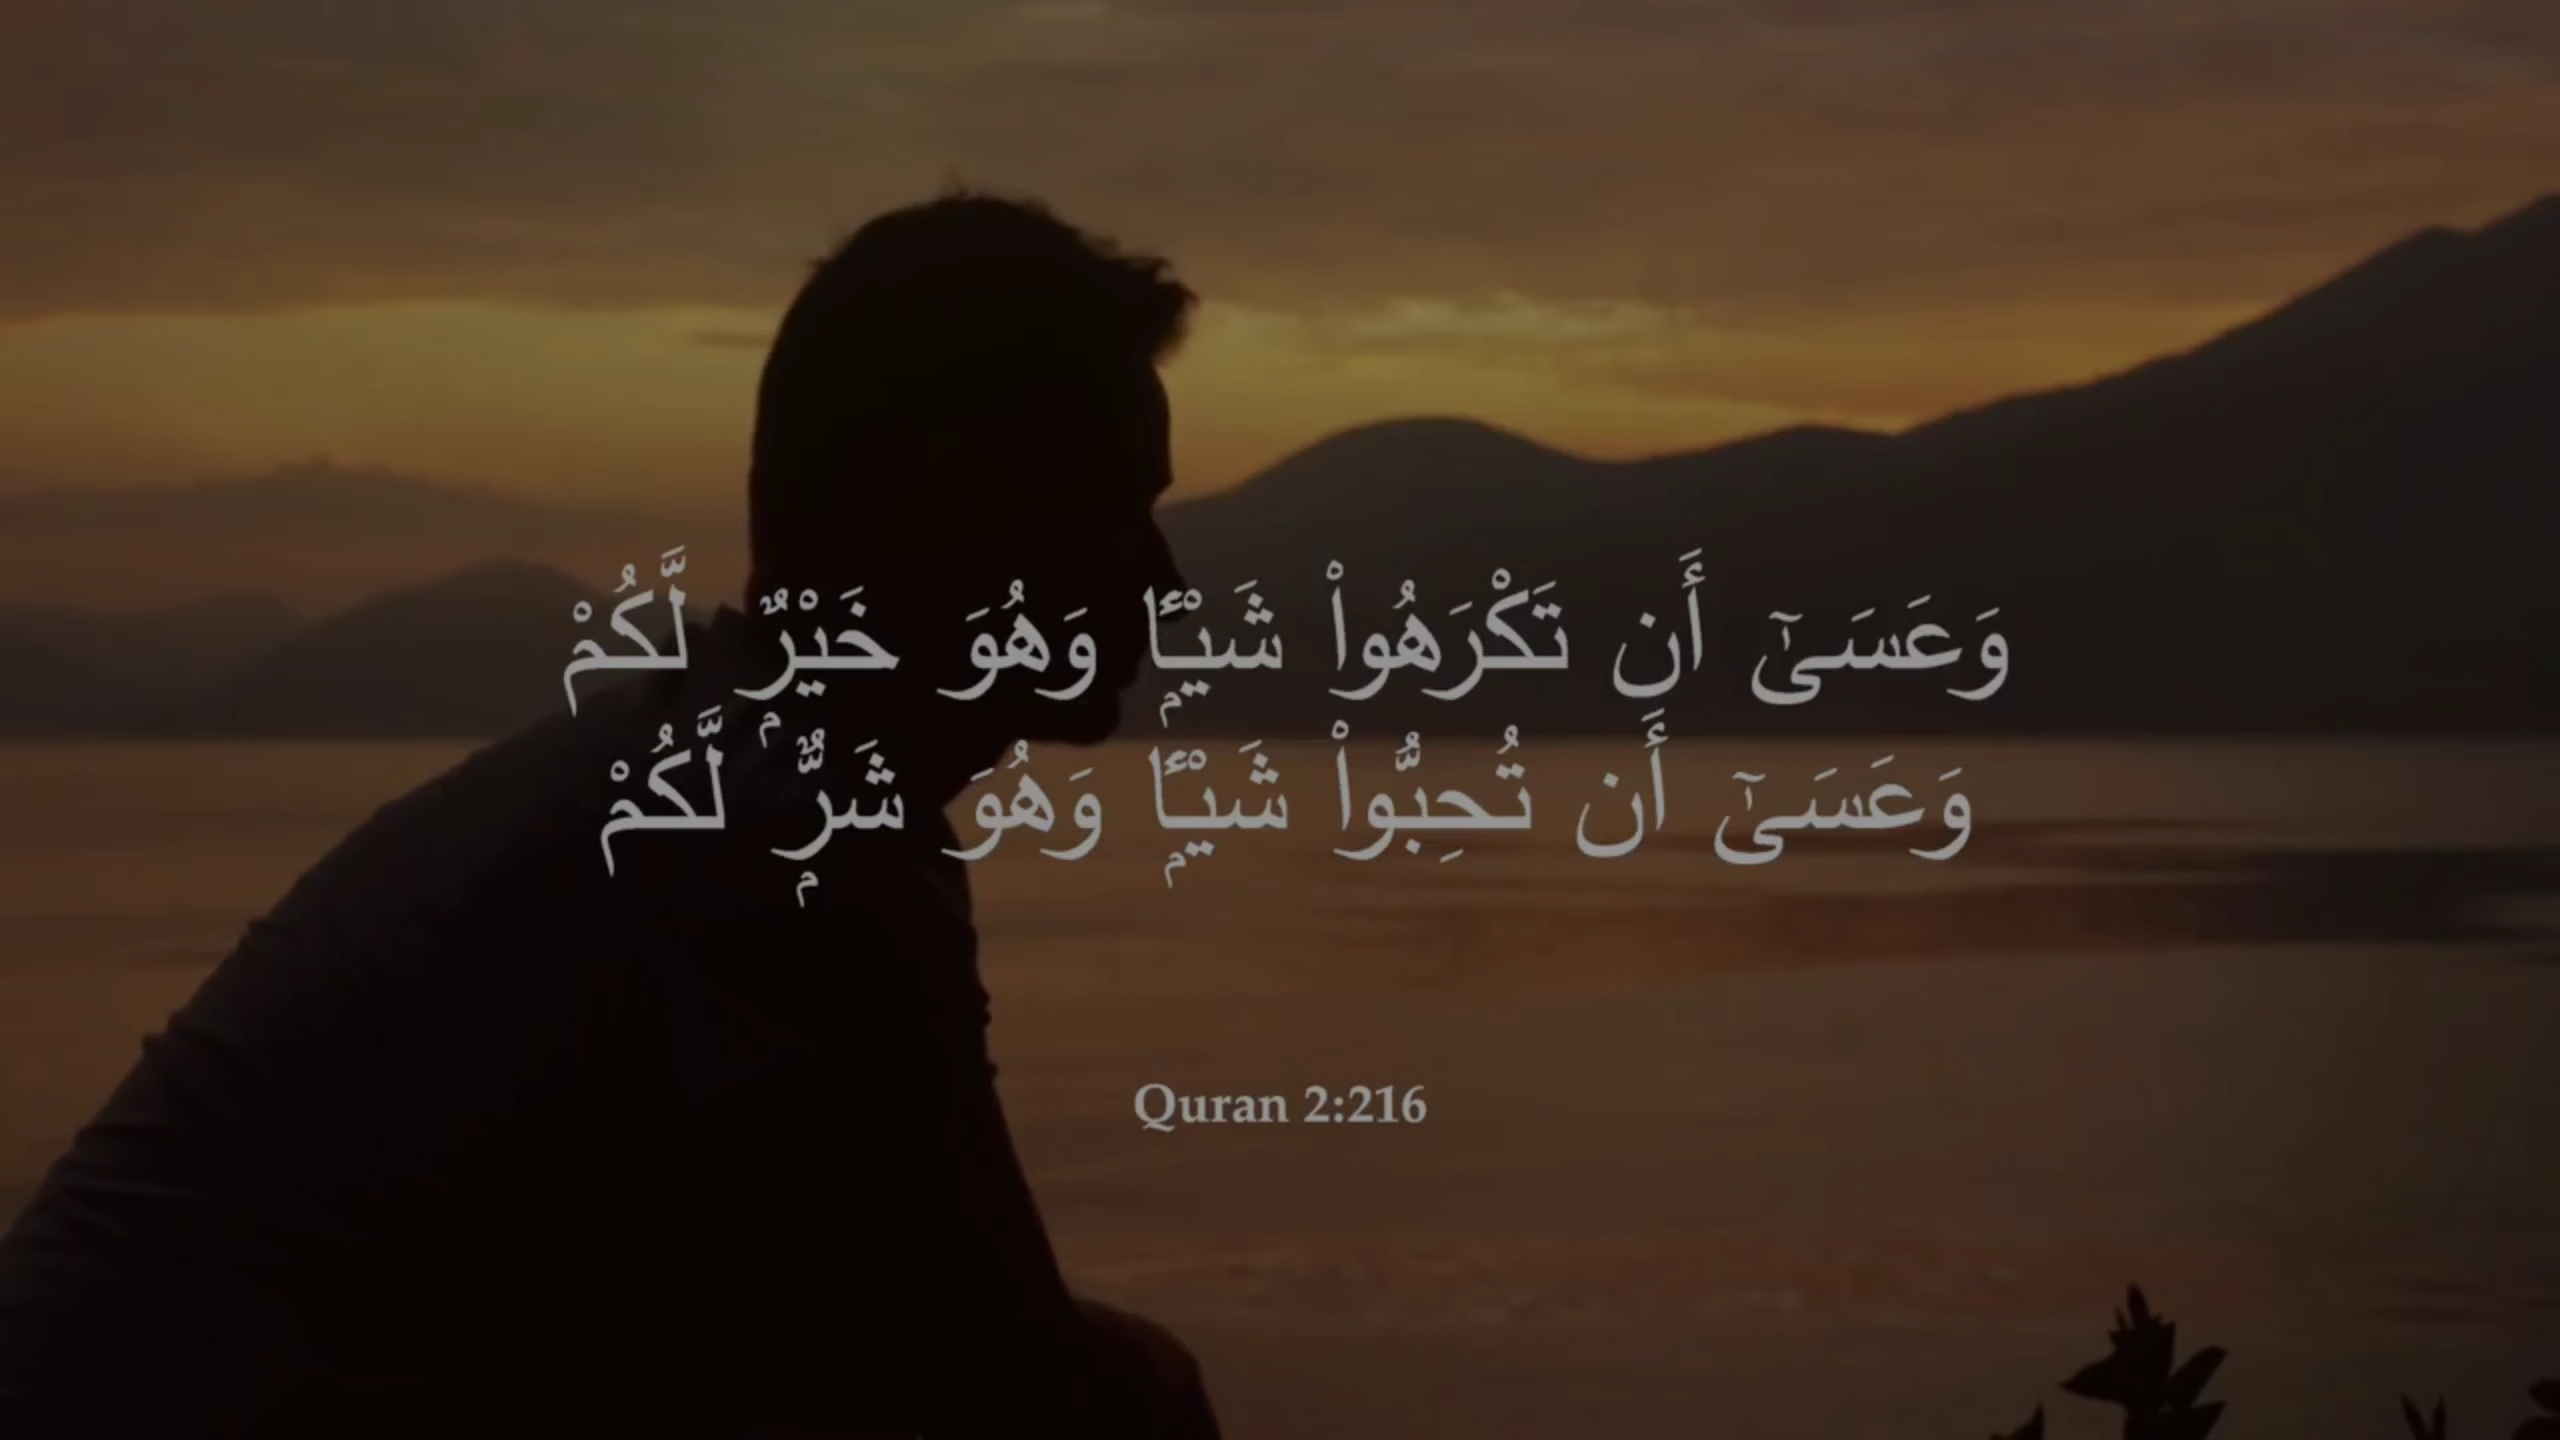 وَعَسَىٰٓ أَن تَكْرَهُوا۟ شَيْـًۭٔا وَهُوَ خَيْرٌۭ لَّكُمْ
وَعَسَىٰٓ أَن تُحِبُّوا۟ شَيْـًۭٔا وَهُوَ شَرٌّۭ لَّكُمْ
Quran 2:216